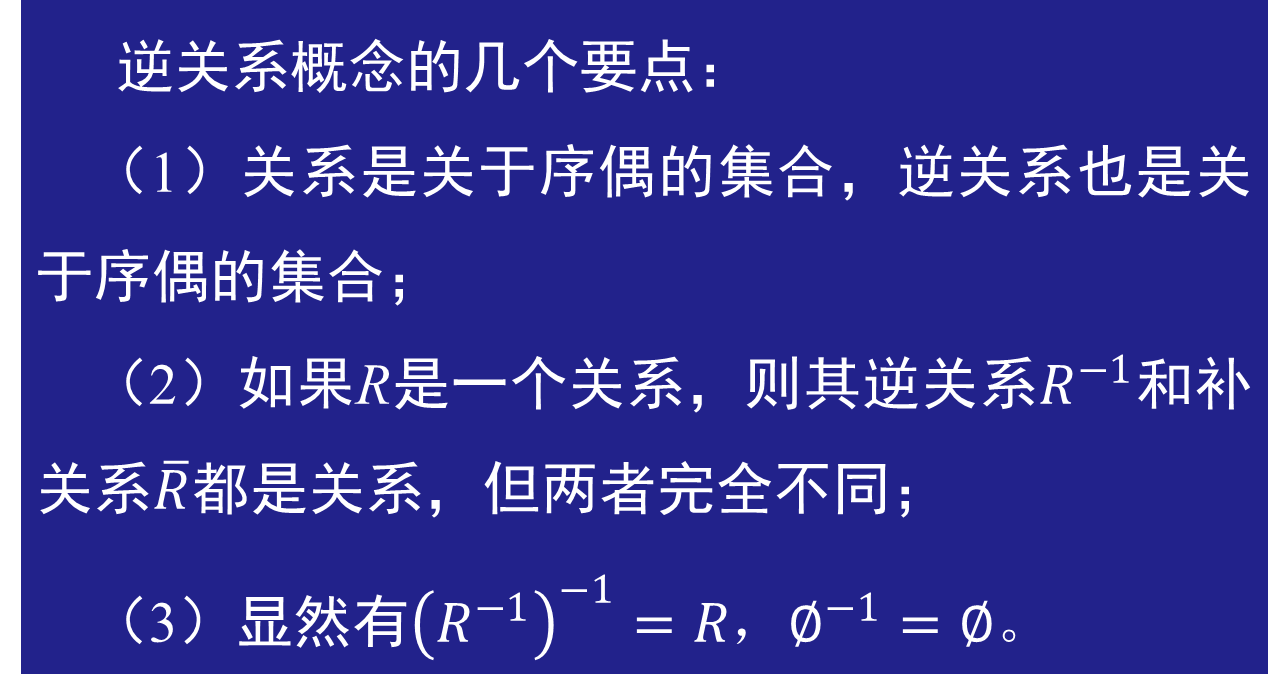 逆关系概念的几个要点：
（1）关系是关于序偶的集合，逆关系也是关
于序偶的集合；
（2）如果R是一个关系，则其逆关系R⁻¹和补
关系R̄都是关系，但两者完全不同；
（3）显然有(R⁻¹)⁻¹ = R，∅⁻¹ = ∅。